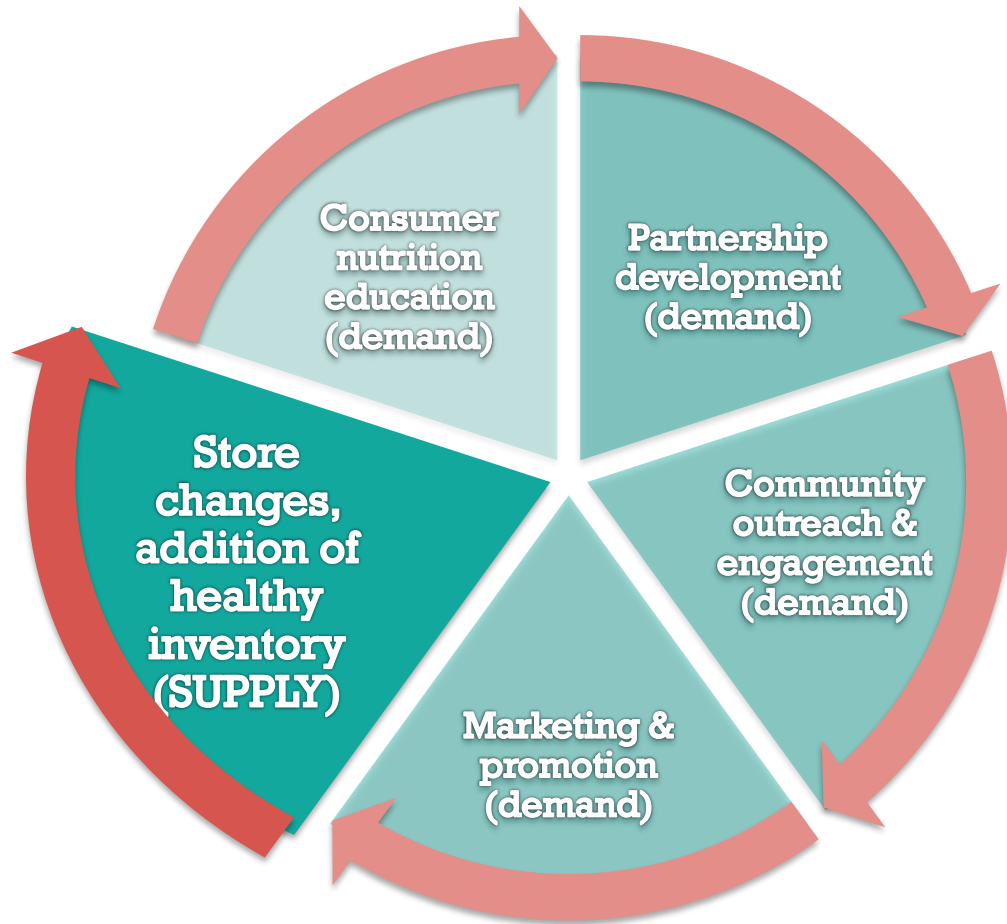 Consumer
nutrition
education
(demand)
Partnership
development
(demand)
Community
outreach &
engagement
(demand)
Marketing &
promotion
(demand)
Store
changes,
addition of
healthy
inventory
(SUPPLY)